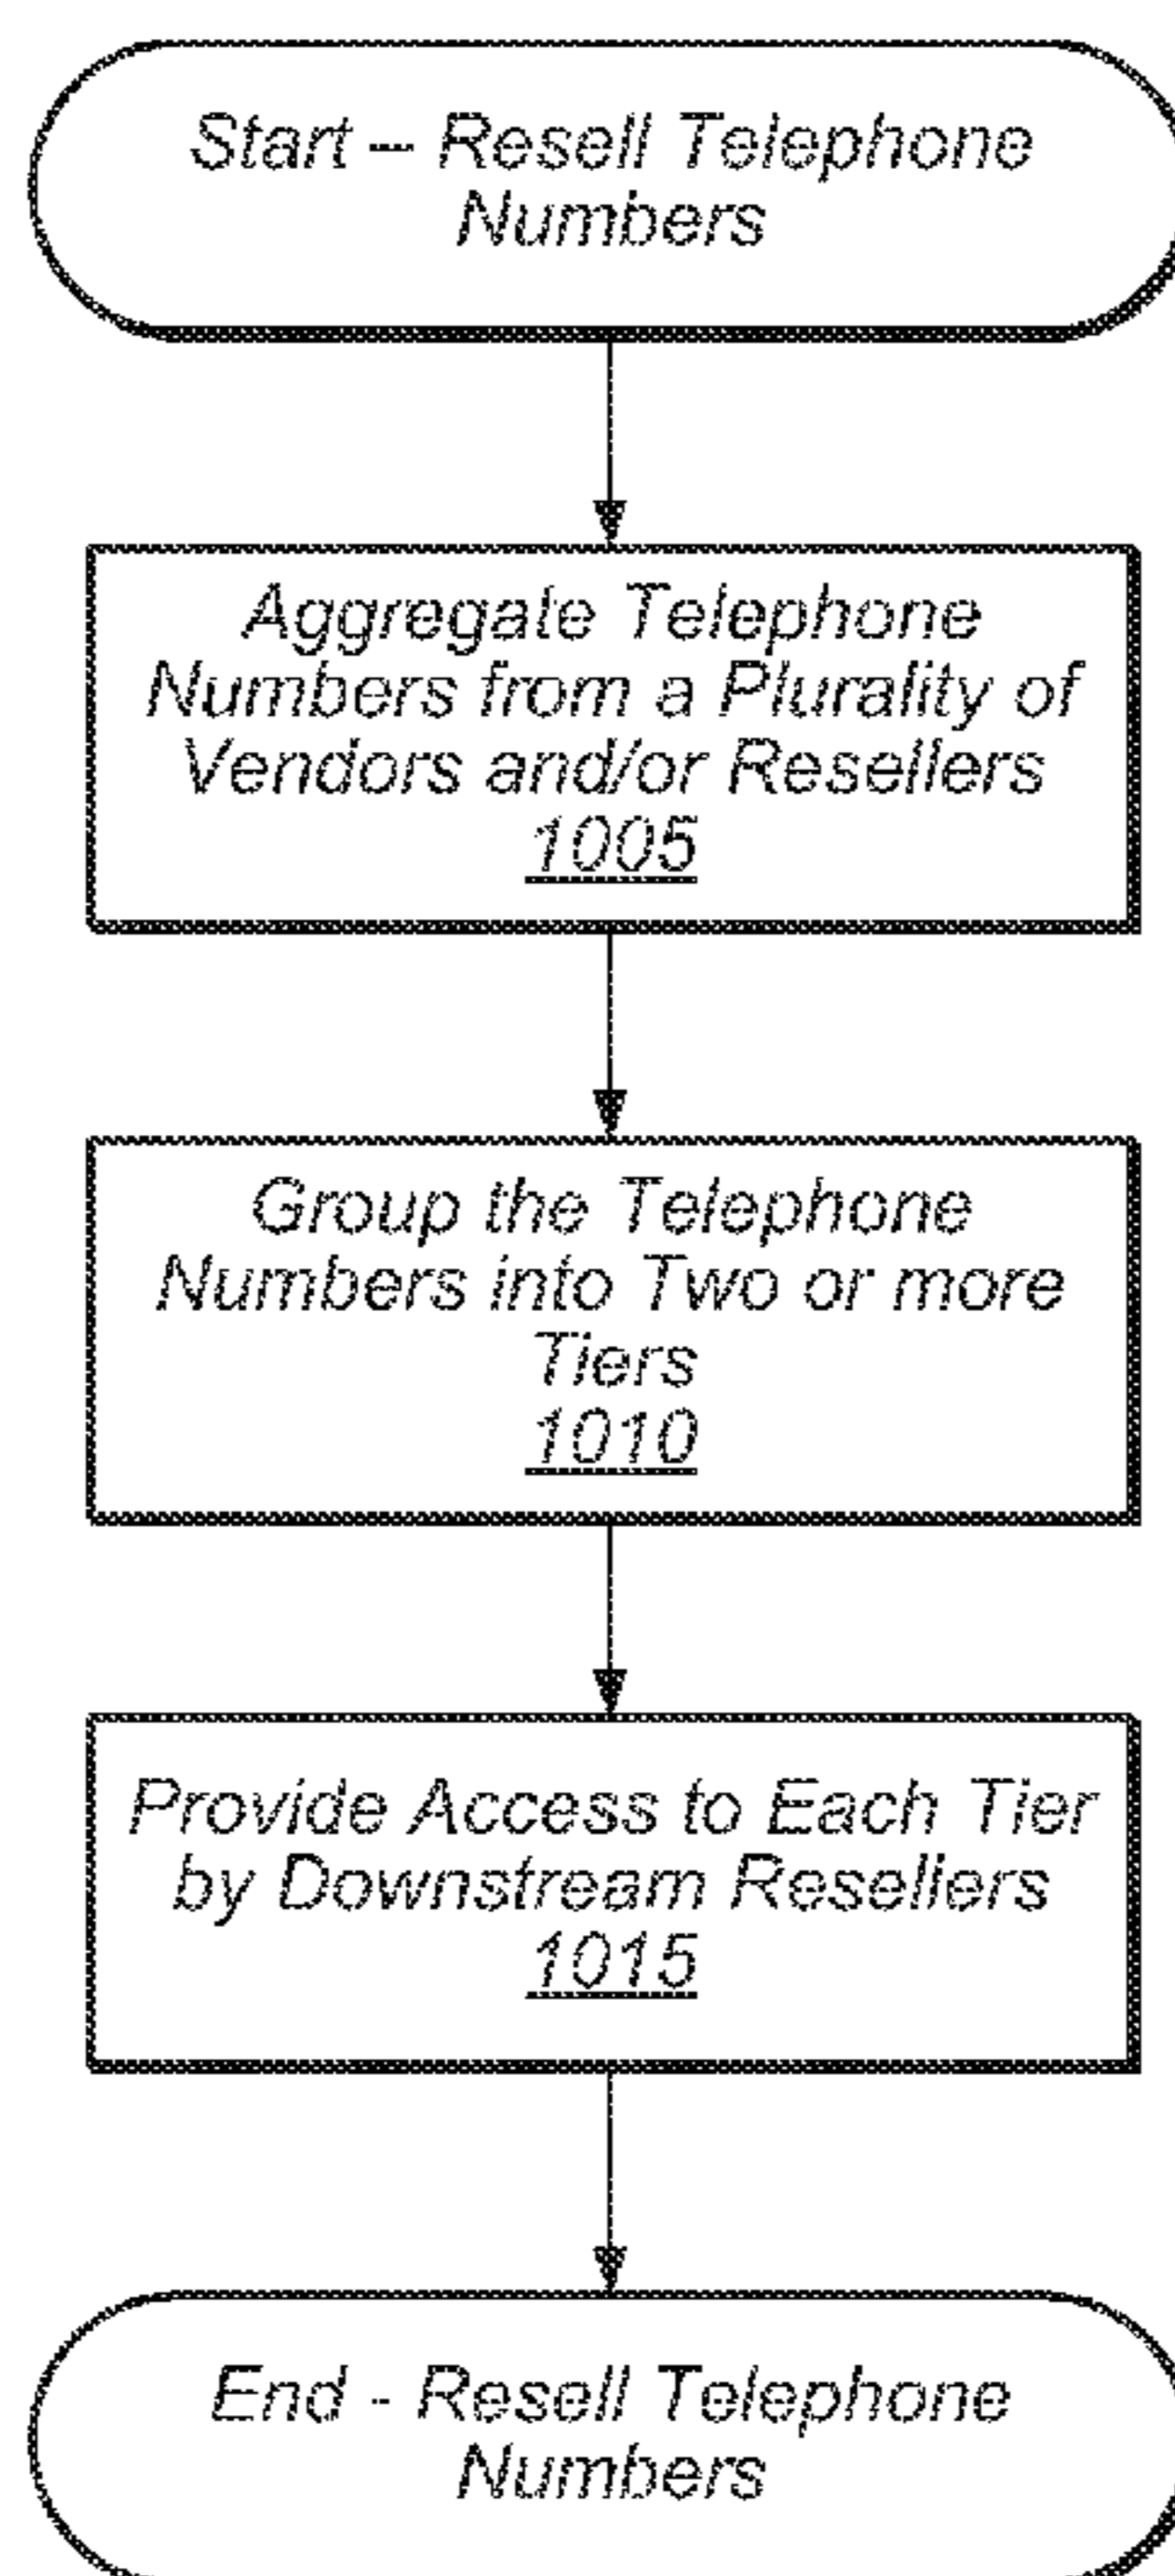 Start – Resell Telephone
Numbers
Aggregate Telephone
Numbers from a Plurality of
Vendors and/or Resellers
1005
Group the Telephone
Numbers into Two or more
Tiers
1010
Provide Access to Each Tier
by Downstream Resellers
1015
End - Resell Telephone
Numbers